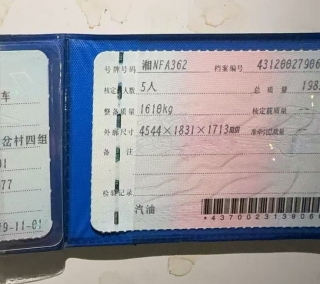 车
岔村四组
01
77
9-11-01
号牌号码 湘NFA362 档案编号 43120027906
核定载人数 5人 总质量 198
整备质量 1610kg 核定载质量 --
外廓尺寸 4544×1831×1713mm 准牵引总质量 --
备注
检验记录
汽油